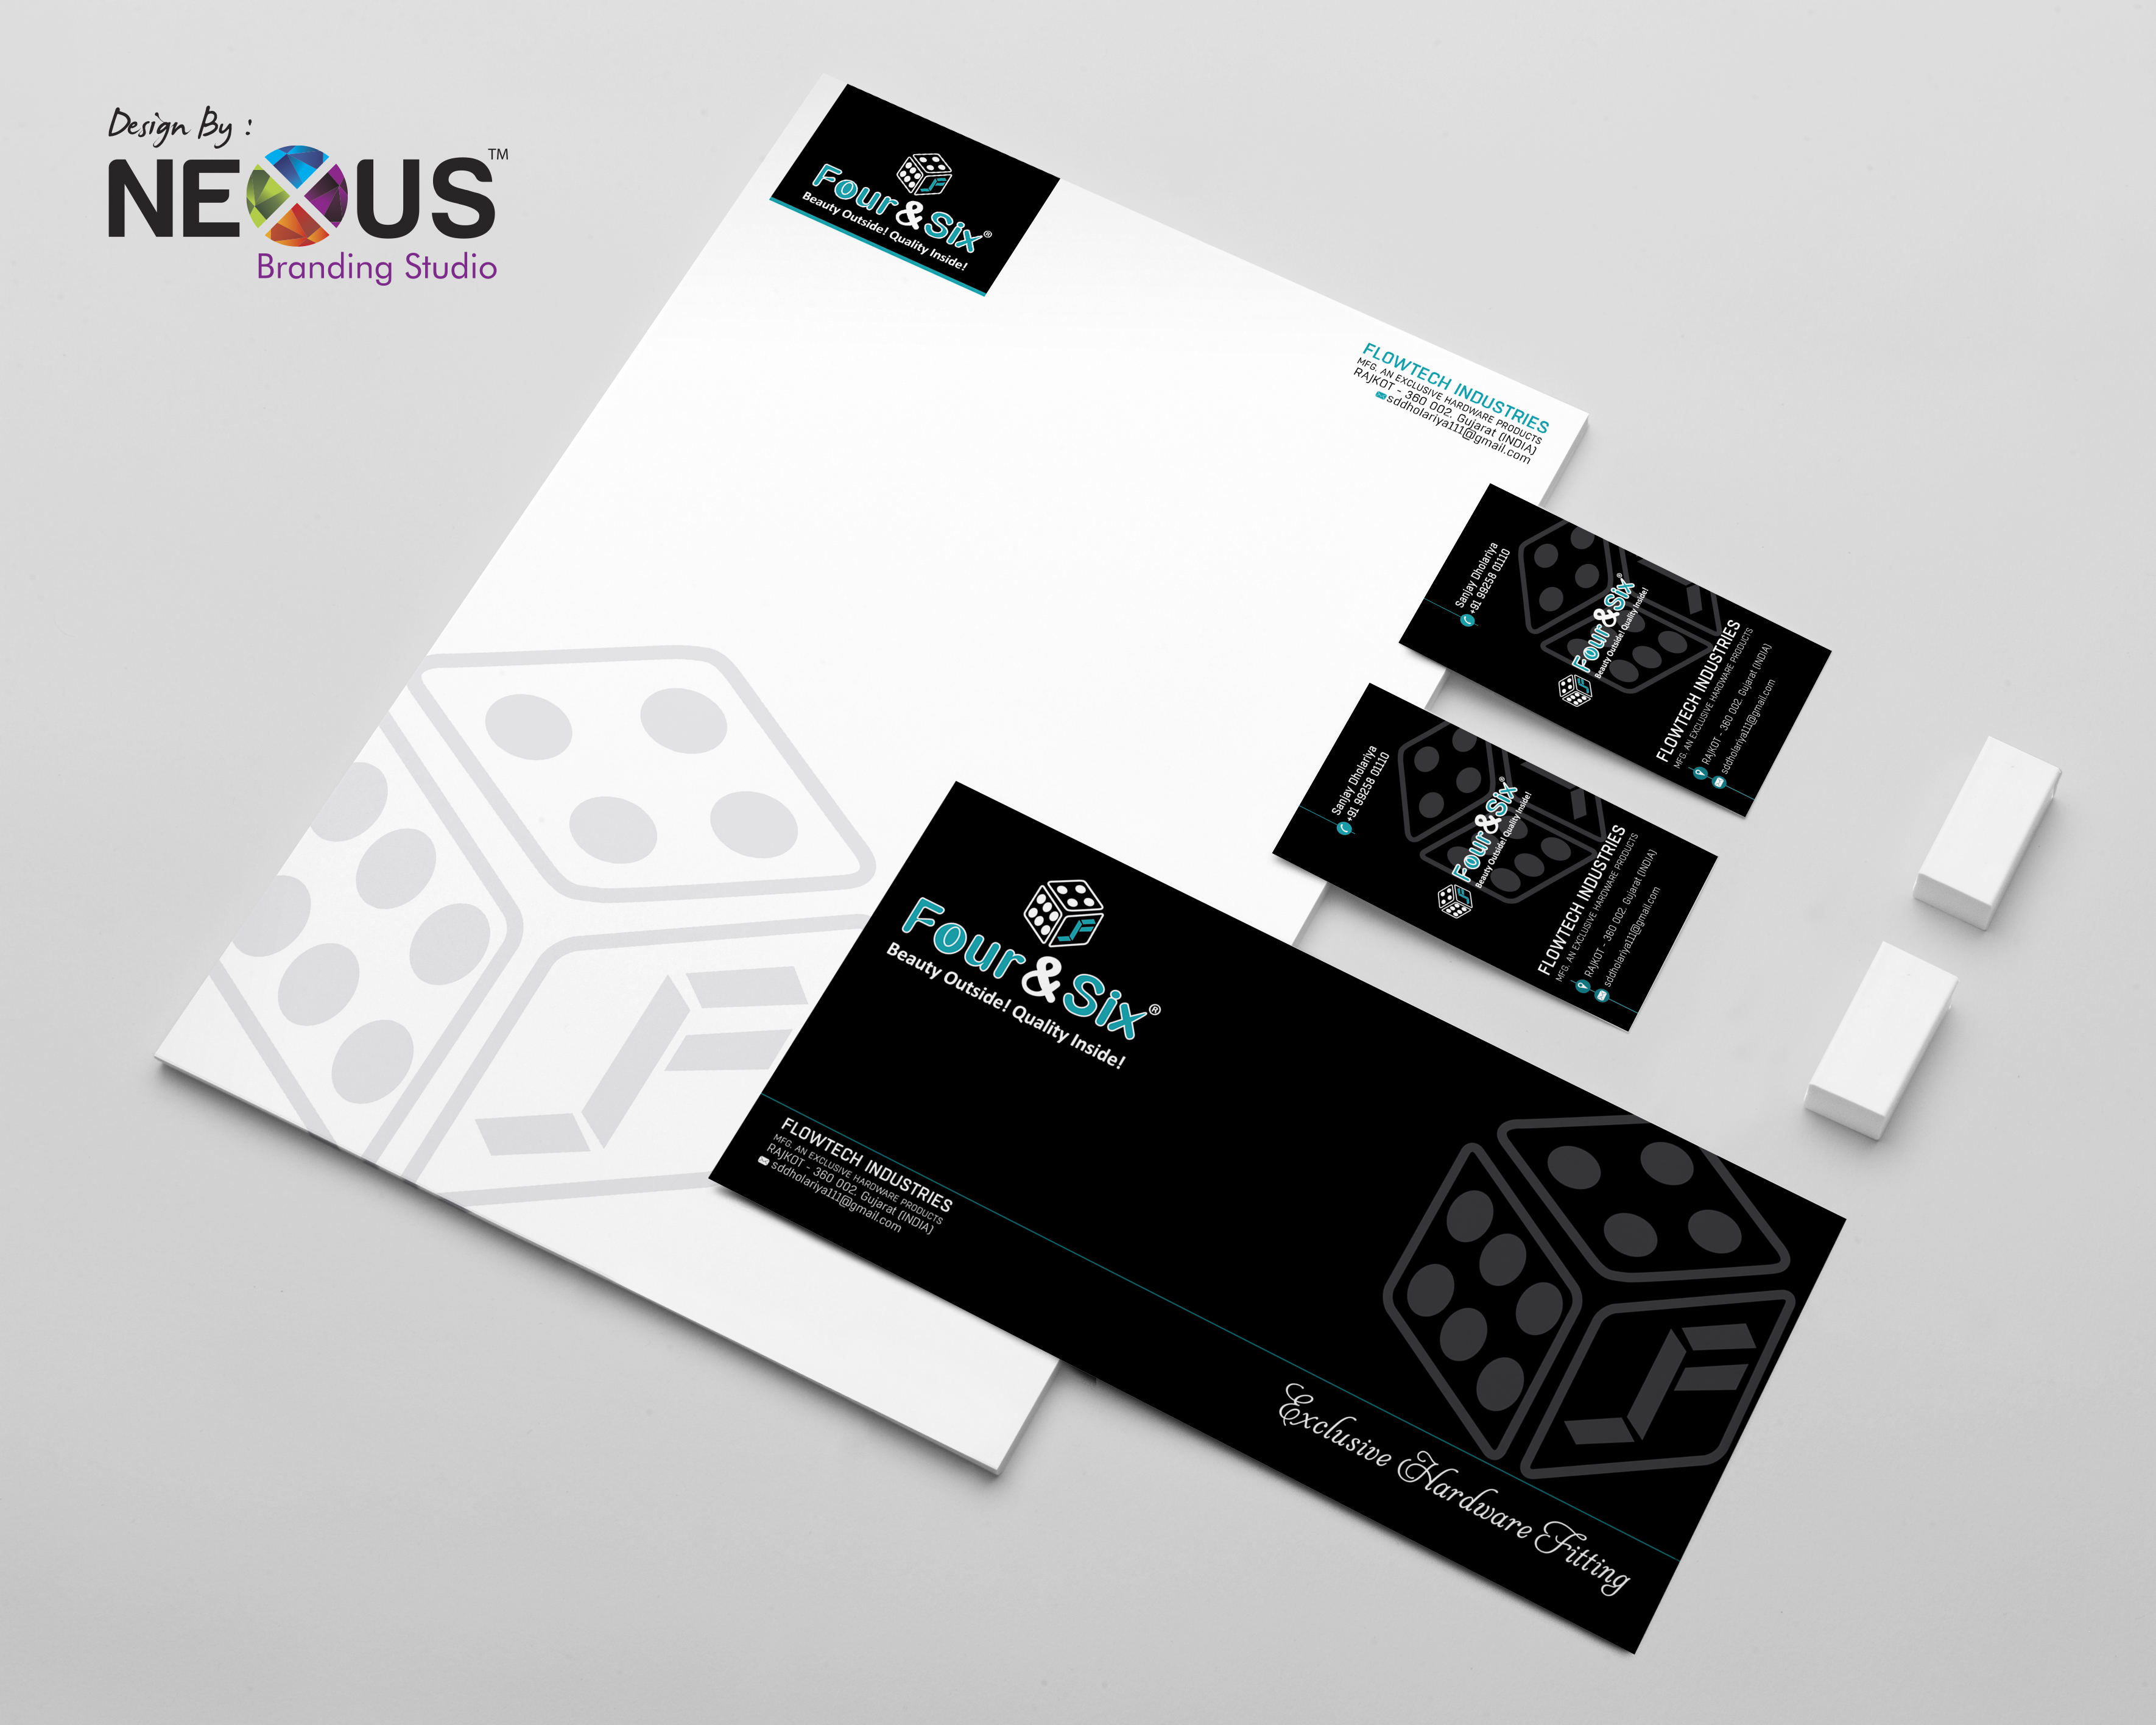 Design By :
NEXUS™
Branding Studio
Four&Six®
Beauty Outside! Quality Inside!
FLOWTECH INDUSTRIES
MFG. AN EXCLUSIVE HARDWARE PRODUCTS
RAJKOT - 360 002. Gujarat (INDIA)
sddholariya111@gmail.com
Sanjay Dholariya
+91 99258 01110
Four&Six®
Beauty Outside! Quality Inside!
FLOWTECH INDUSTRIES
MFG. AN EXCLUSIVE HARDWARE PRODUCTS
RAJKOT - 360 002. Gujarat (INDIA)
sddholariya111@gmail.com
Sanjay Dholariya
+91 99258 01110
Four&Six®
Beauty Outside! Quality Inside!
FLOWTECH INDUSTRIES
MFG. AN EXCLUSIVE HARDWARE PRODUCTS
RAJKOT - 360 002. Gujarat (INDIA)
sddholariya111@gmail.com
Four&Six®
Beauty Outside! Quality Inside!
FLOWTECH INDUSTRIES
MFG. AN EXCLUSIVE HARDWARE PRODUCTS
RAJKOT - 360 002. Gujarat (INDIA)
sddholariya111@gmail.com
Exclusive Hardware Fitting